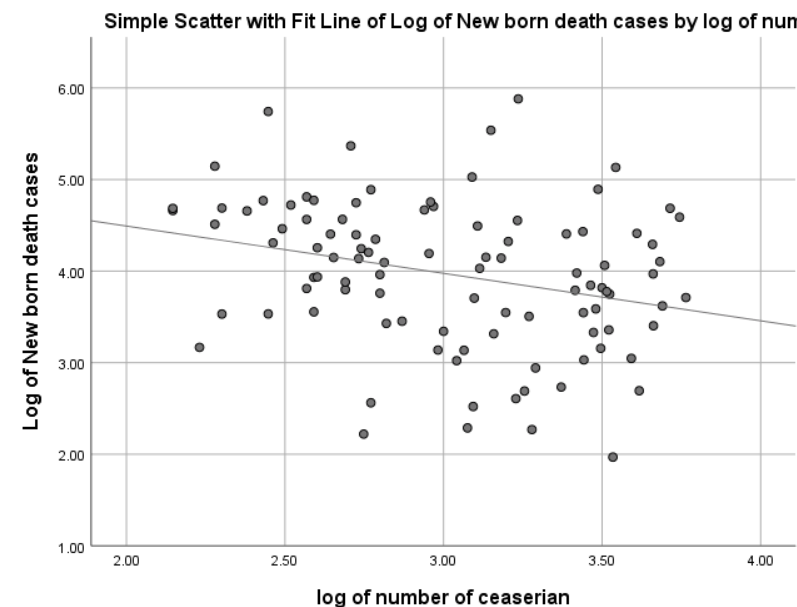 Simple Scatter with Fit Line of Log of New born death cases by log of num
Log of New born death cases
6.00
5.00
4.00
3.00
2.00
1.00
2.00 2.50 3.00 3.50 4.00
log of number of ceaserian